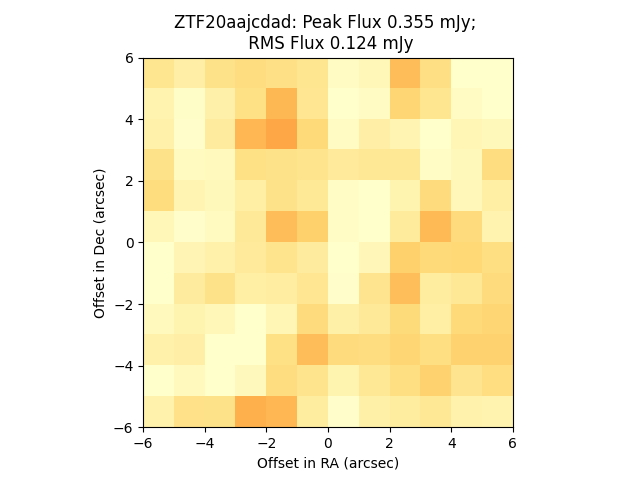 ZTF20aajcdad: Peak Flux 0.355 mJy;
RMS Flux 0.124 mJy
6
4
2
0
−2
−4
−6
Offset in Dec (arcsec)
−6 −4 −2 0 2 4 6
Offset in RA (arcsec)